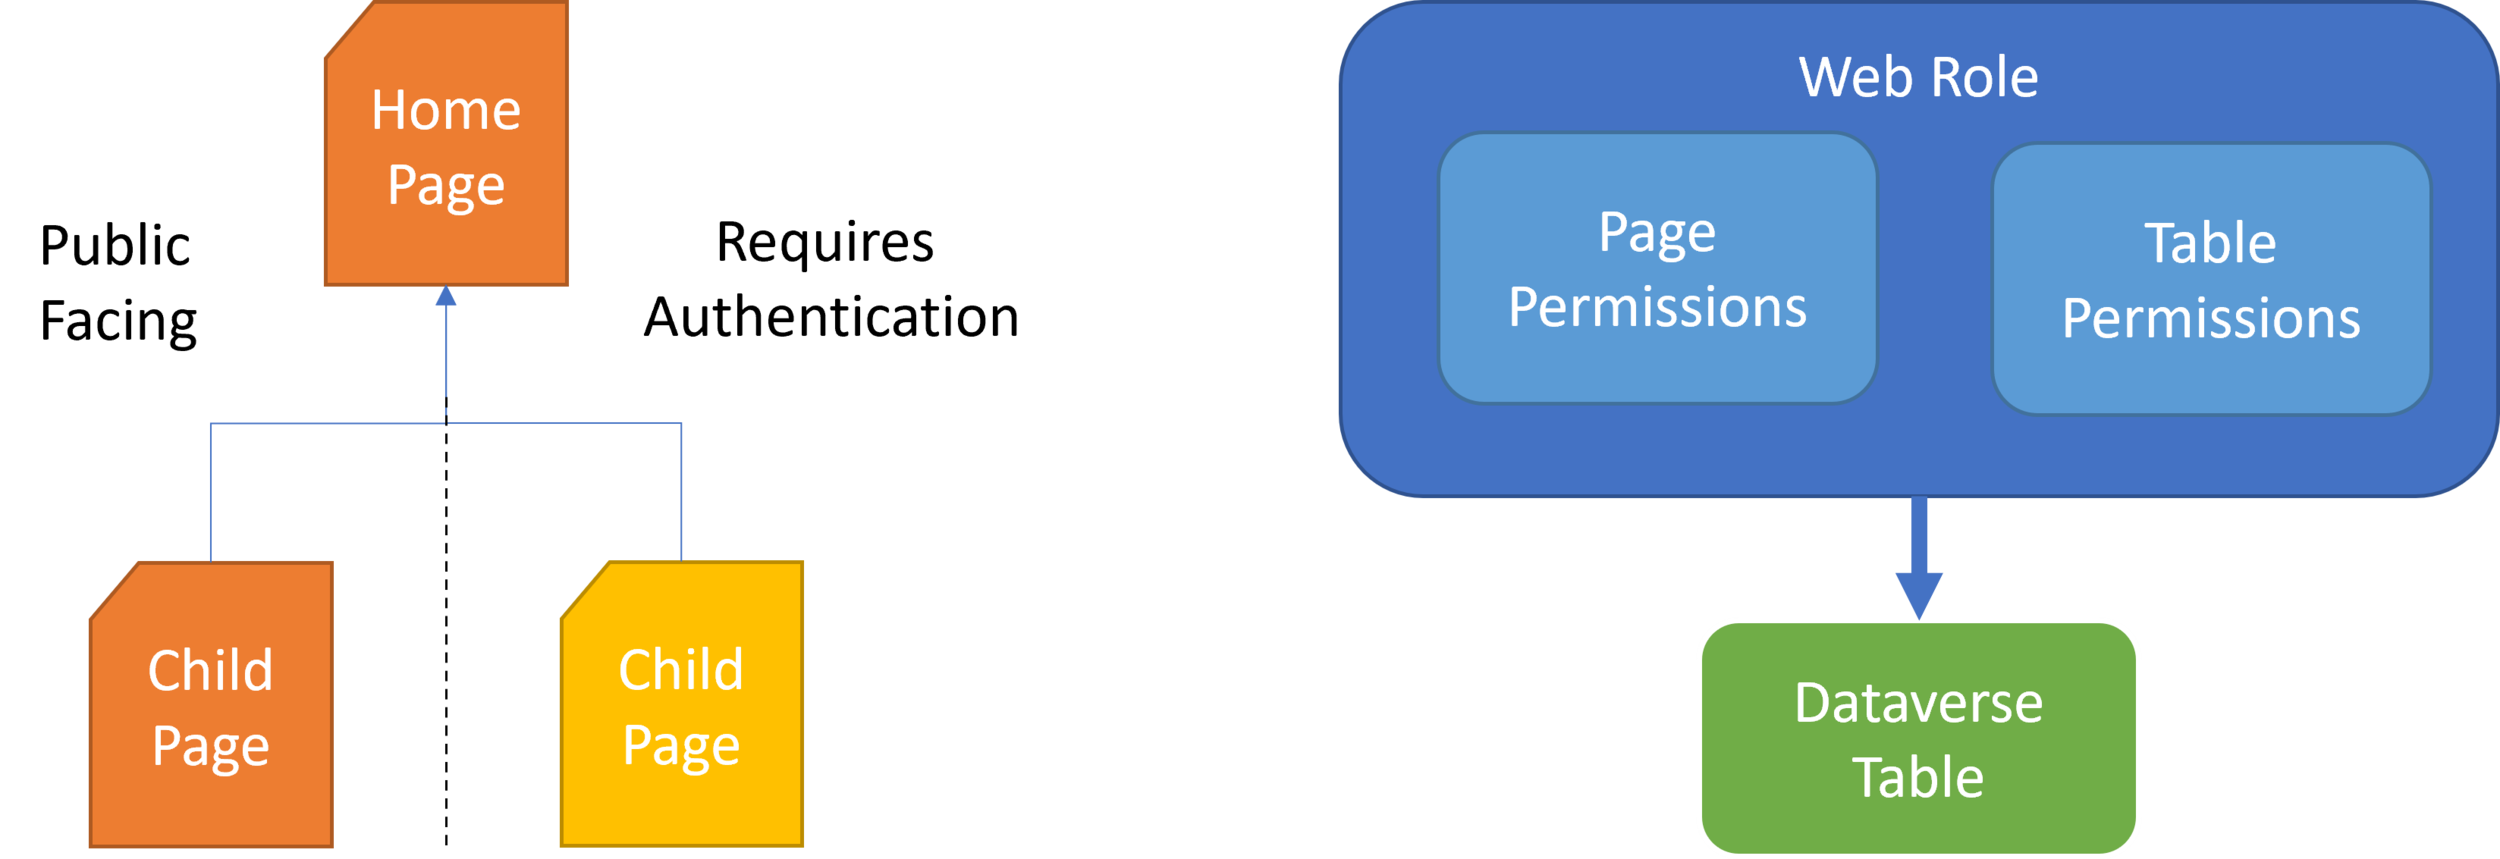 Home
Page
Public
Facing
Requires
Authentication
Child
Page
Child
Page
Web Role
Page
Permissions
Table
Permissions
Dataverse
Table